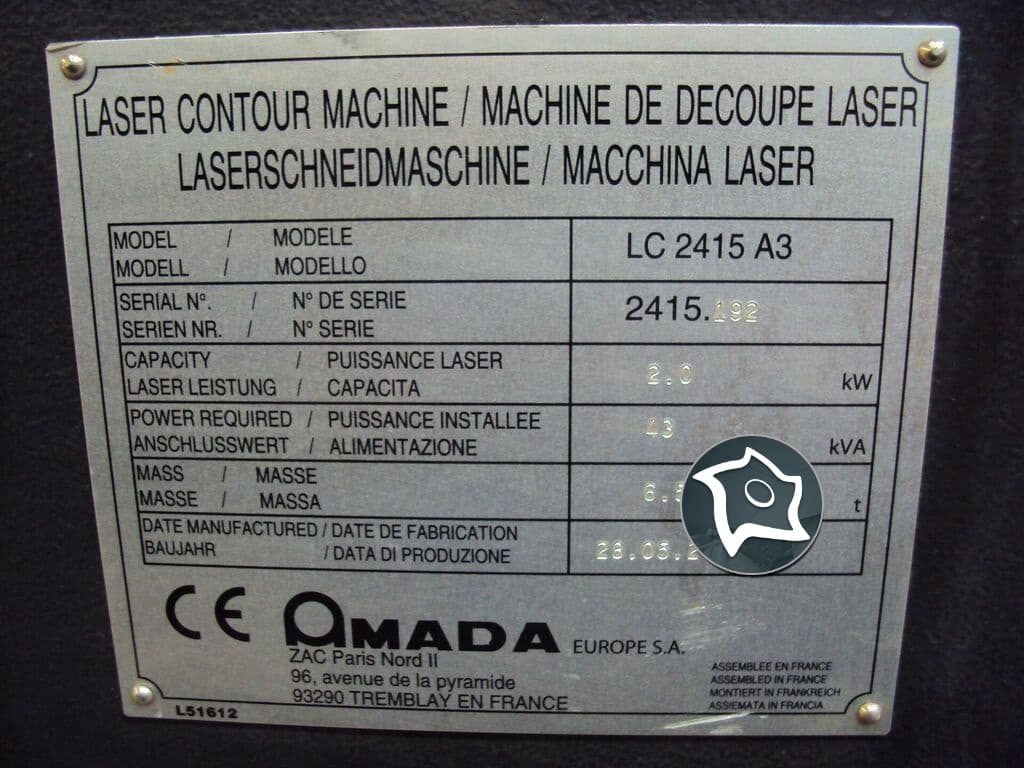 LASER CONTOUR MACHINE / MACHINE DE DECOUPE LASER
LASERSCHNEIDMASCHINE / MACCHINA LASER
MODEL / MODELE
MODELL / MODELLO
LC 2415 A3
SERIAL N°. / N° DE SERIE
SERIEN NR. / N° SERIE
2415.192
CAPACITY / PUISSANCE LASER
LASER LEISTUNG / CAPACITA
2.0 kW
POWER REQUIRED / PUISSANCE INSTALLEE
ANSCHLUSSWERT / ALIMENTAZIONE
43 kVA
MASS / MASSE
MASSE / MASSA
t
DATE MANUFACTURED / DATE DE FABRICATION
BAUJAHR / DATA DI PRODUZIONE
CE AMADA EUROPE S.A.
ZAC Paris Nord II
96, avenue de la pyramide
93290 TREMBLAY EN FRANCE
ASSEMBLEE EN FRANCE
ASSEMBLED IN FRANCE
MONTIERT IN FRANKREICH
ASSIEMATA IN FRANCIA
L51612